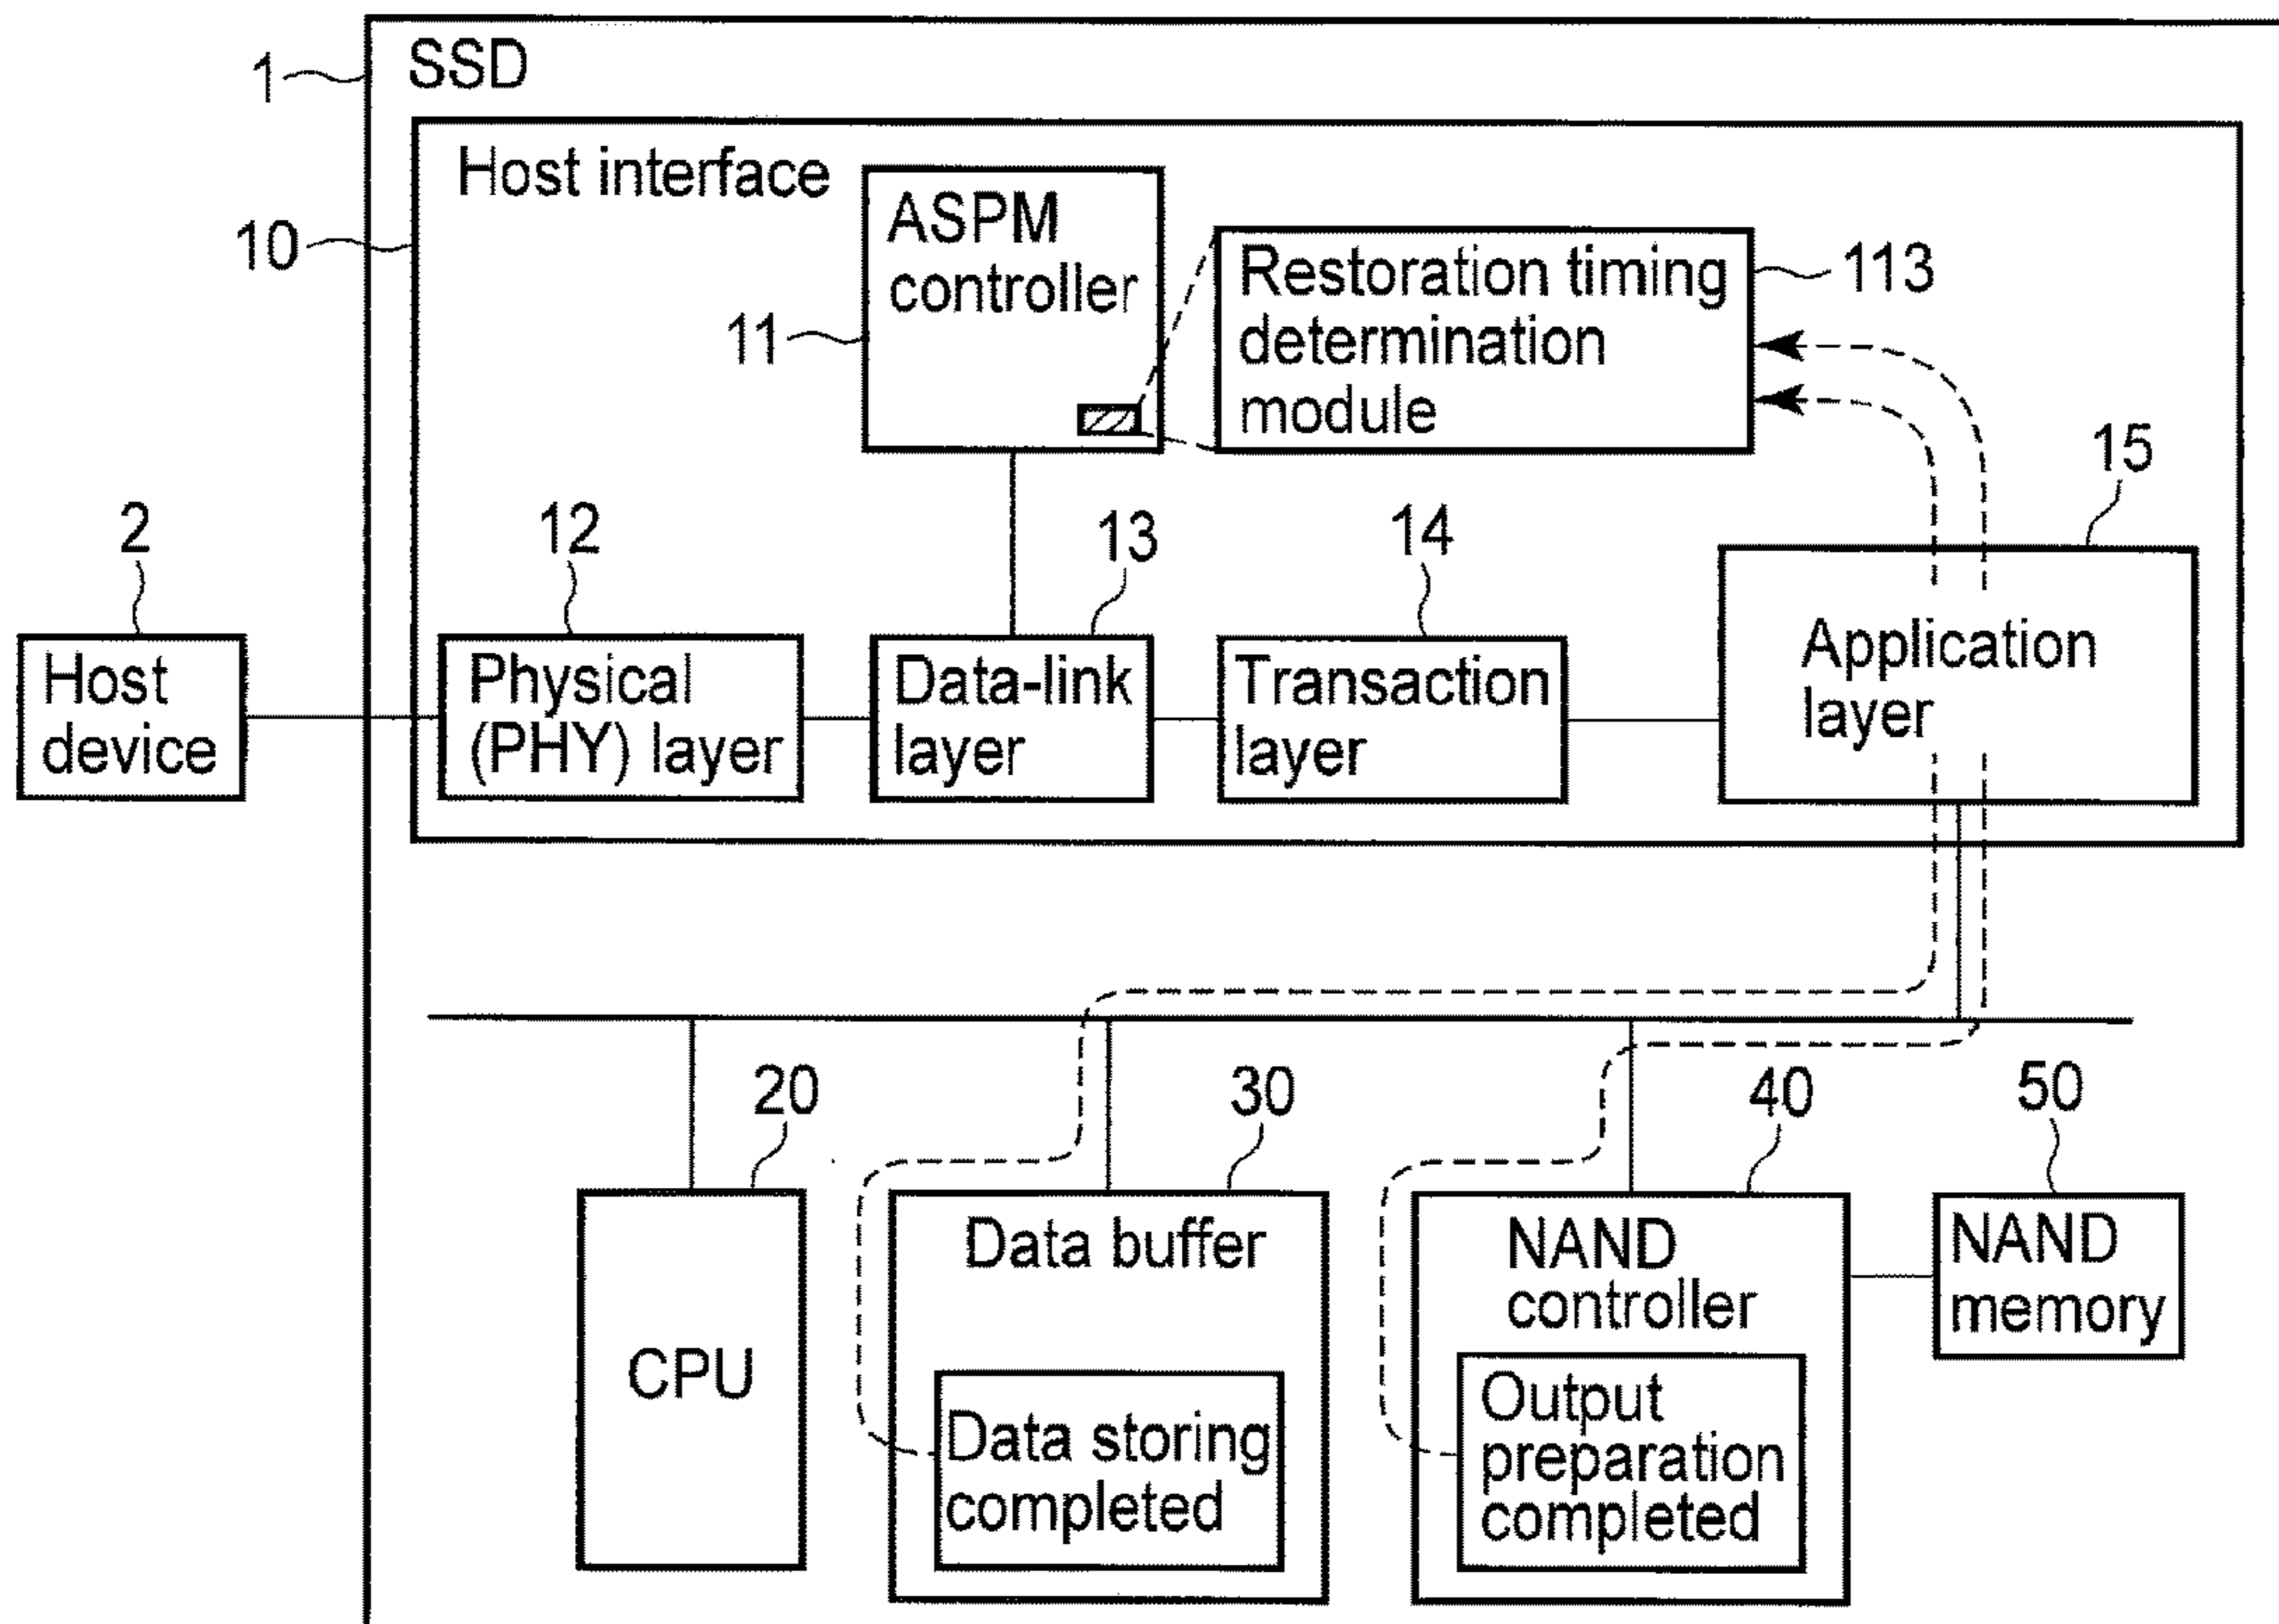 1
SSD
Host interface
10
ASPM
controller
11
Restoration timing
determination
module
113
15
2
12
13
14
Host
device
Physical
(PHY) layer
Data-link
layer
Transaction
layer
Application
layer
20
30
40
50
CPU
Data buffer
Data storing
completed
NAND
controller
Output
preparation
completed
NAND
memory